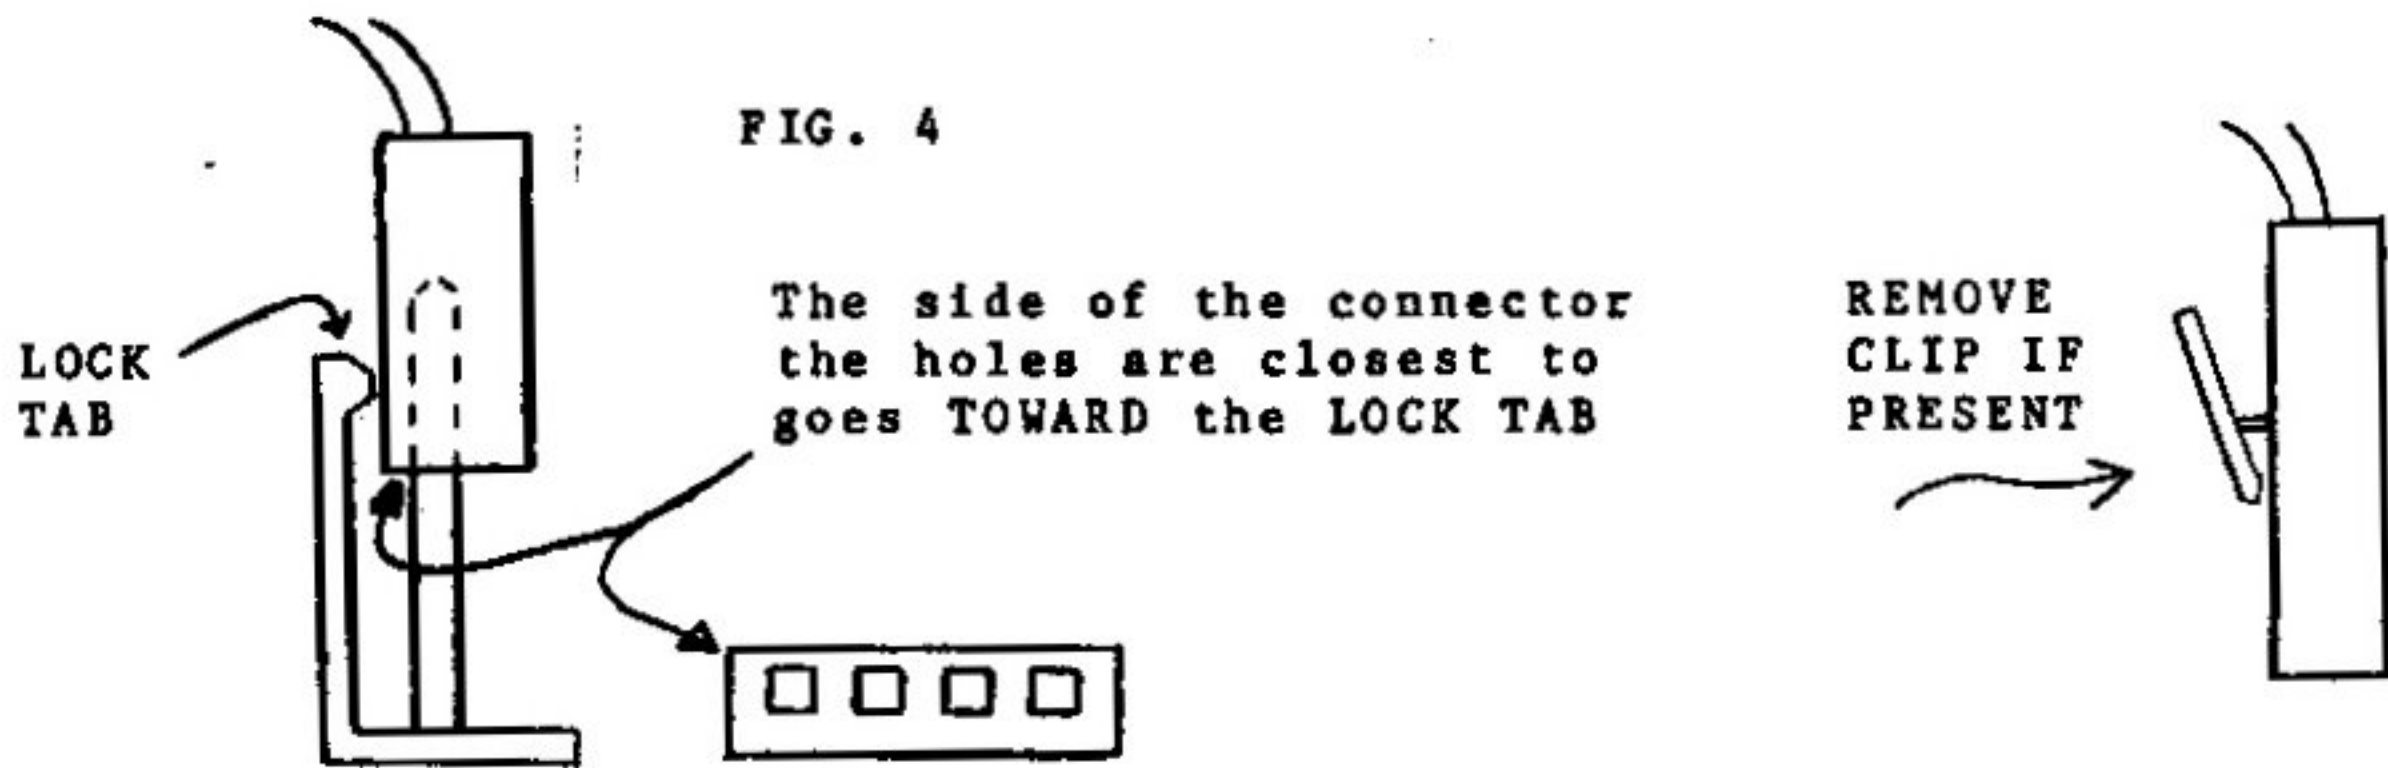 FIG. 4
LOCK
TAB
The side of the connector
the holes are closest to
goes TOWARD the LOCK TAB
REMOVE
CLIP IF
PRESENT